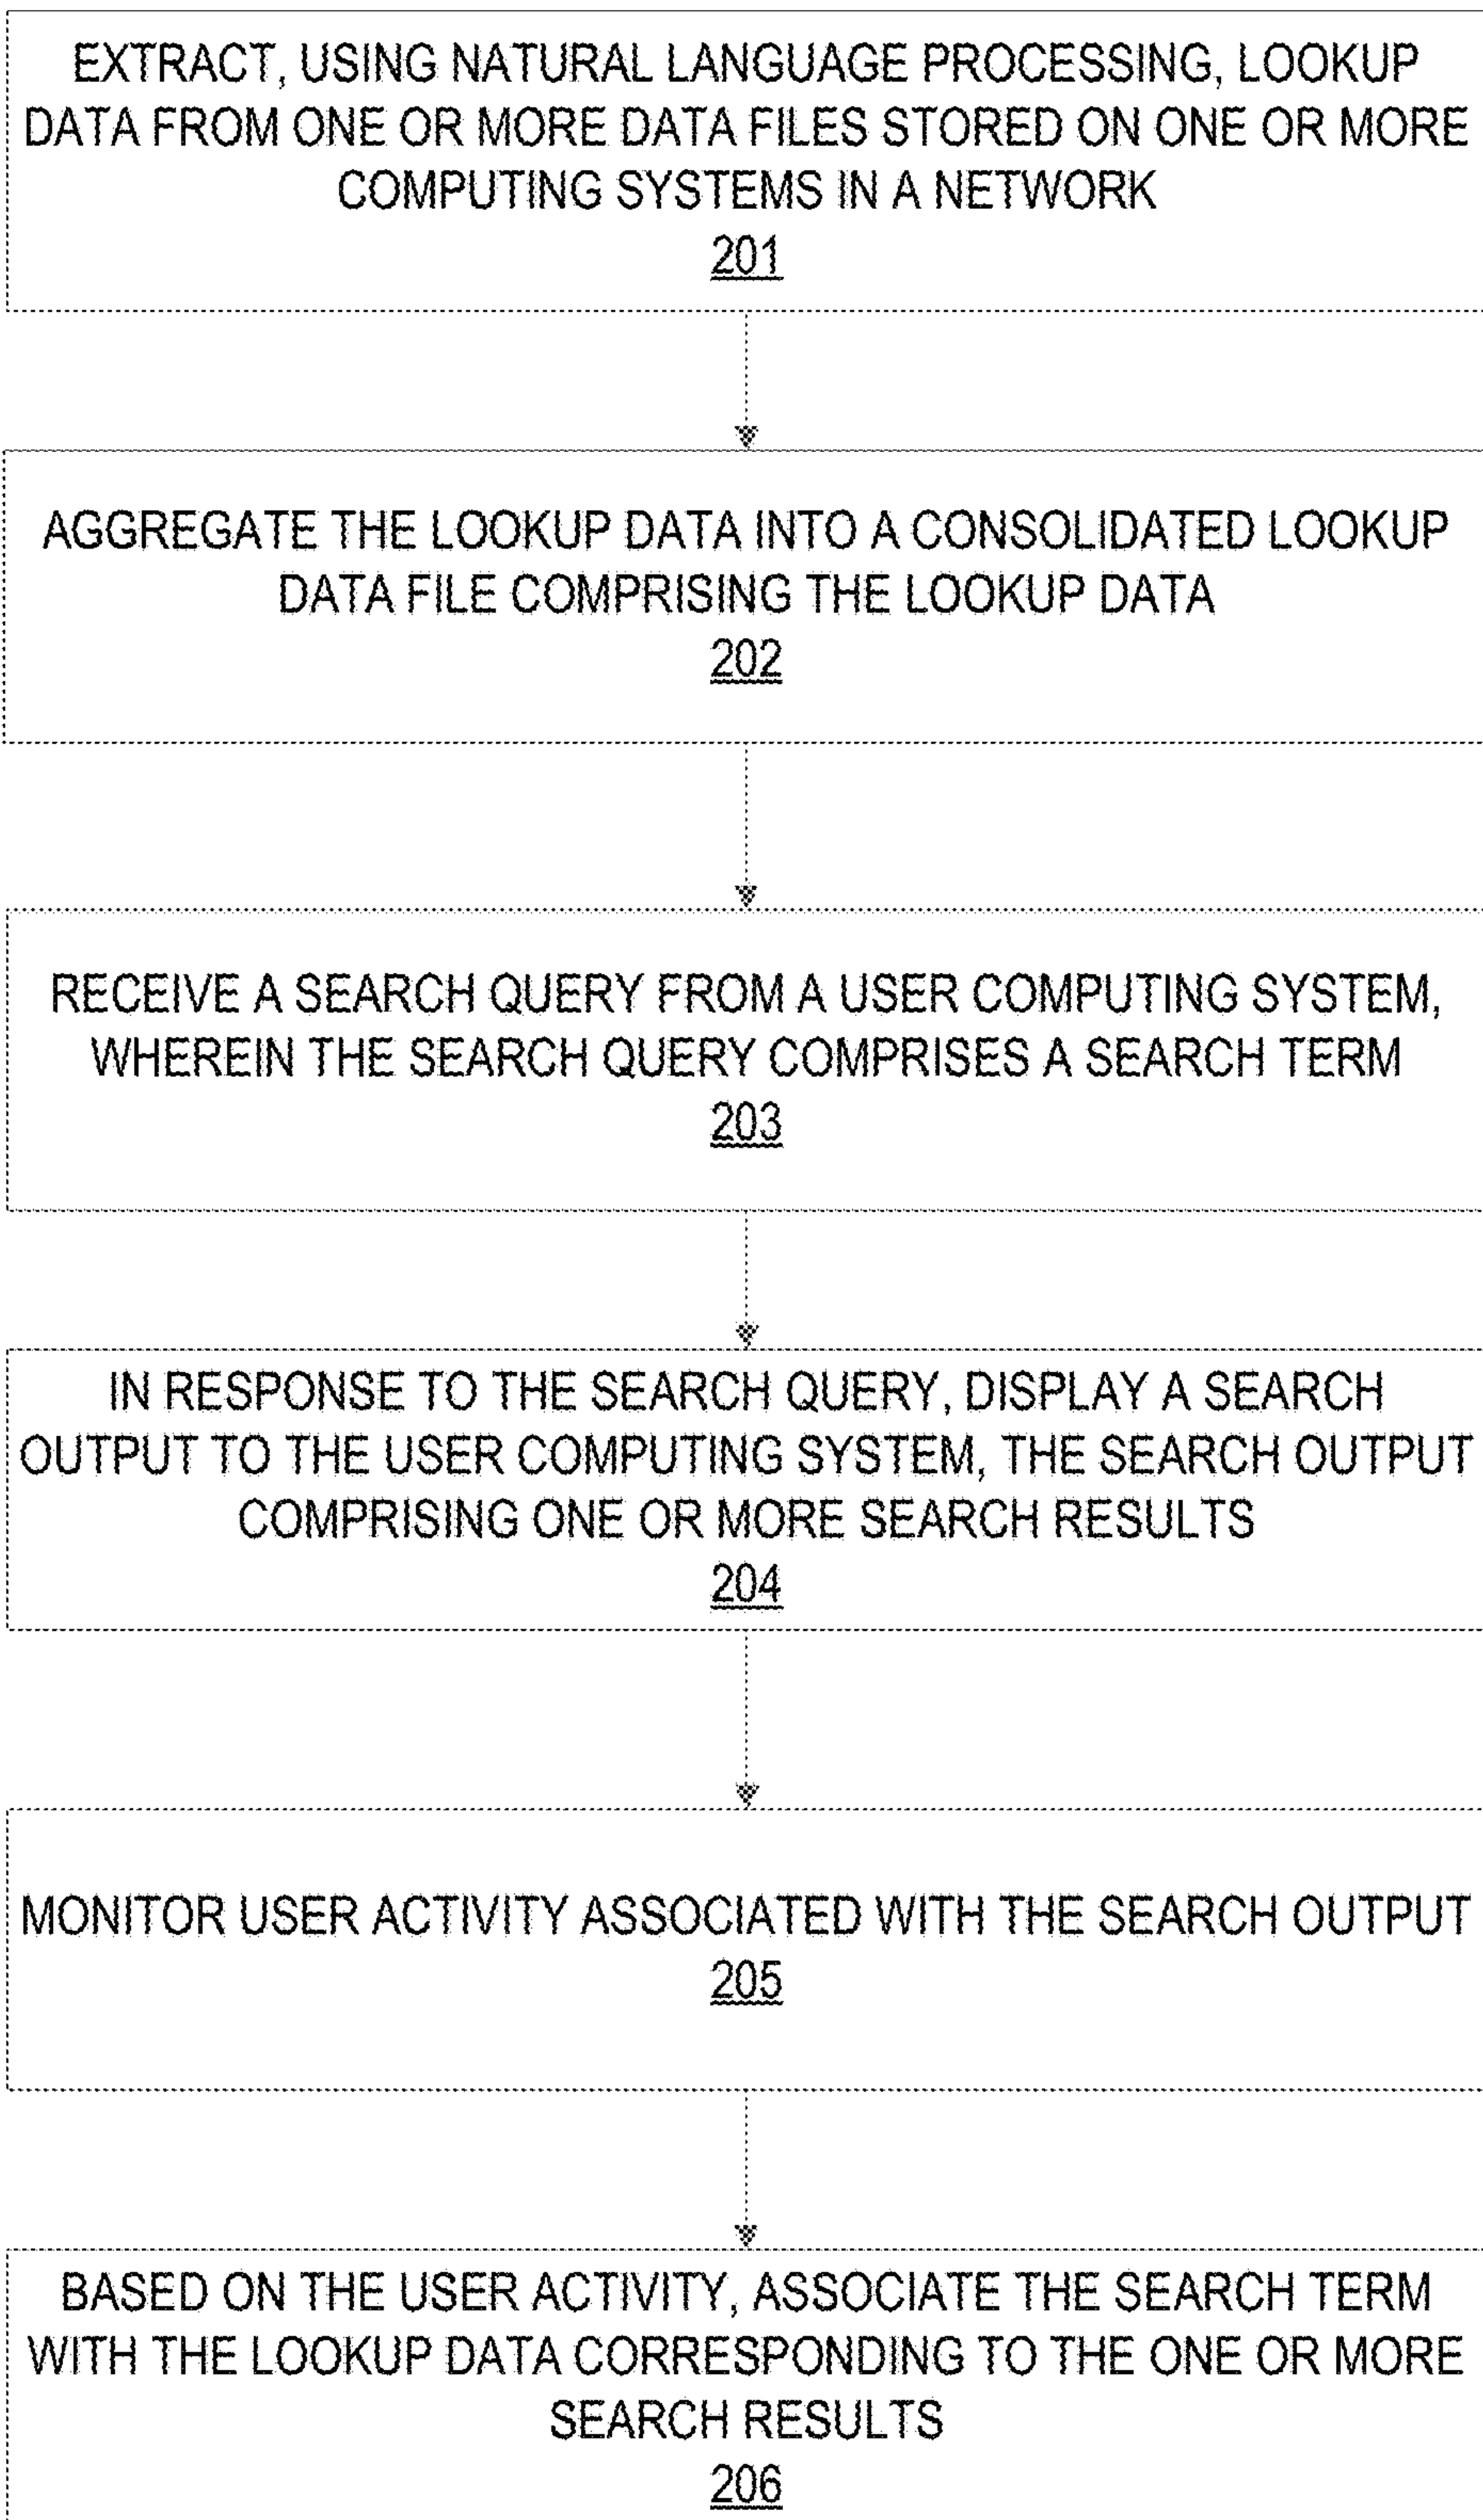 EXTRACT, USING NATURAL LANGUAGE PROCESSING, LOOKUP
DATA FROM ONE OR MORE DATA FILES STORED ON ONE OR MORE
COMPUTING SYSTEMS IN A NETWORK
201
AGGREGATE THE LOOKUP DATA INTO A CONSOLIDATED LOOKUP
DATA FILE COMPRISING THE LOOKUP DATA
202
RECEIVE A SEARCH QUERY FROM A USER COMPUTING SYSTEM,
WHEREIN THE SEARCH QUERY COMPRISES A SEARCH TERM
203
IN RESPONSE TO THE SEARCH QUERY, DISPLAY A SEARCH
OUTPUT TO THE USER COMPUTING SYSTEM, THE SEARCH OUTPUT
COMPRISING ONE OR MORE SEARCH RESULTS
204
MONITOR USER ACTIVITY ASSOCIATED WITH THE SEARCH OUTPUT
205
BASED ON THE USER ACTIVITY, ASSOCIATE THE SEARCH TERM
WITH THE LOOKUP DATA CORRESPONDING TO THE ONE OR MORE
SEARCH RESULTS
206